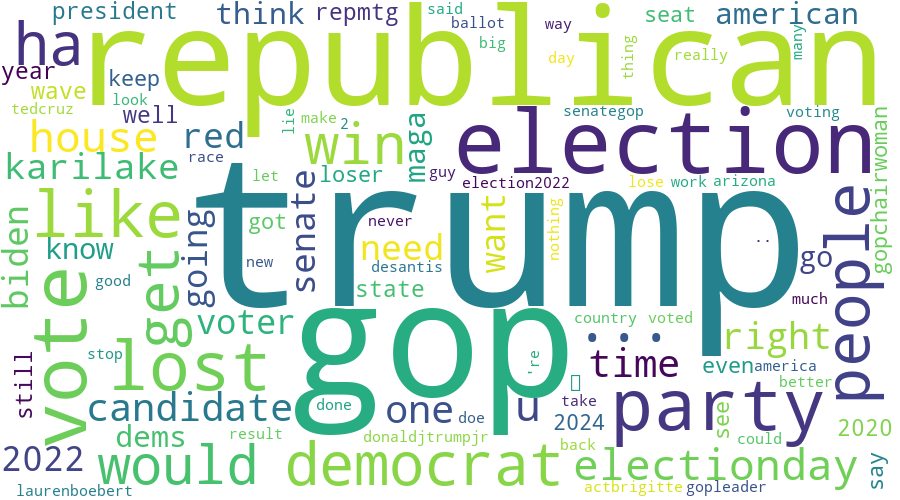 president
think
repmtg
said
ballot
way
seat
american
ha
republican
big
day
thing
really
many
year
wave
keep
look
tedcruz
well
lie
make
2
maga
senategop
voting
house
red
win
election
gopchairwoman
karilake
race
let
loser
guy
election2022
lose
work
arizona
like
trump
people
biden
know
going
got
senate
never
want
nothing
..
go
need
new
desantis
good
get
state
much
vote
voter
gop
country
voted
...
right
stop
lost
're
time
even
america
still
better
candidate
done
one
doe
u
take
party
see
2024
2020
dems
result
donaldjtrumpjr
back
could
2022
would
democrat
electionday
say
laurenboebert
actbrigitte
gopleader